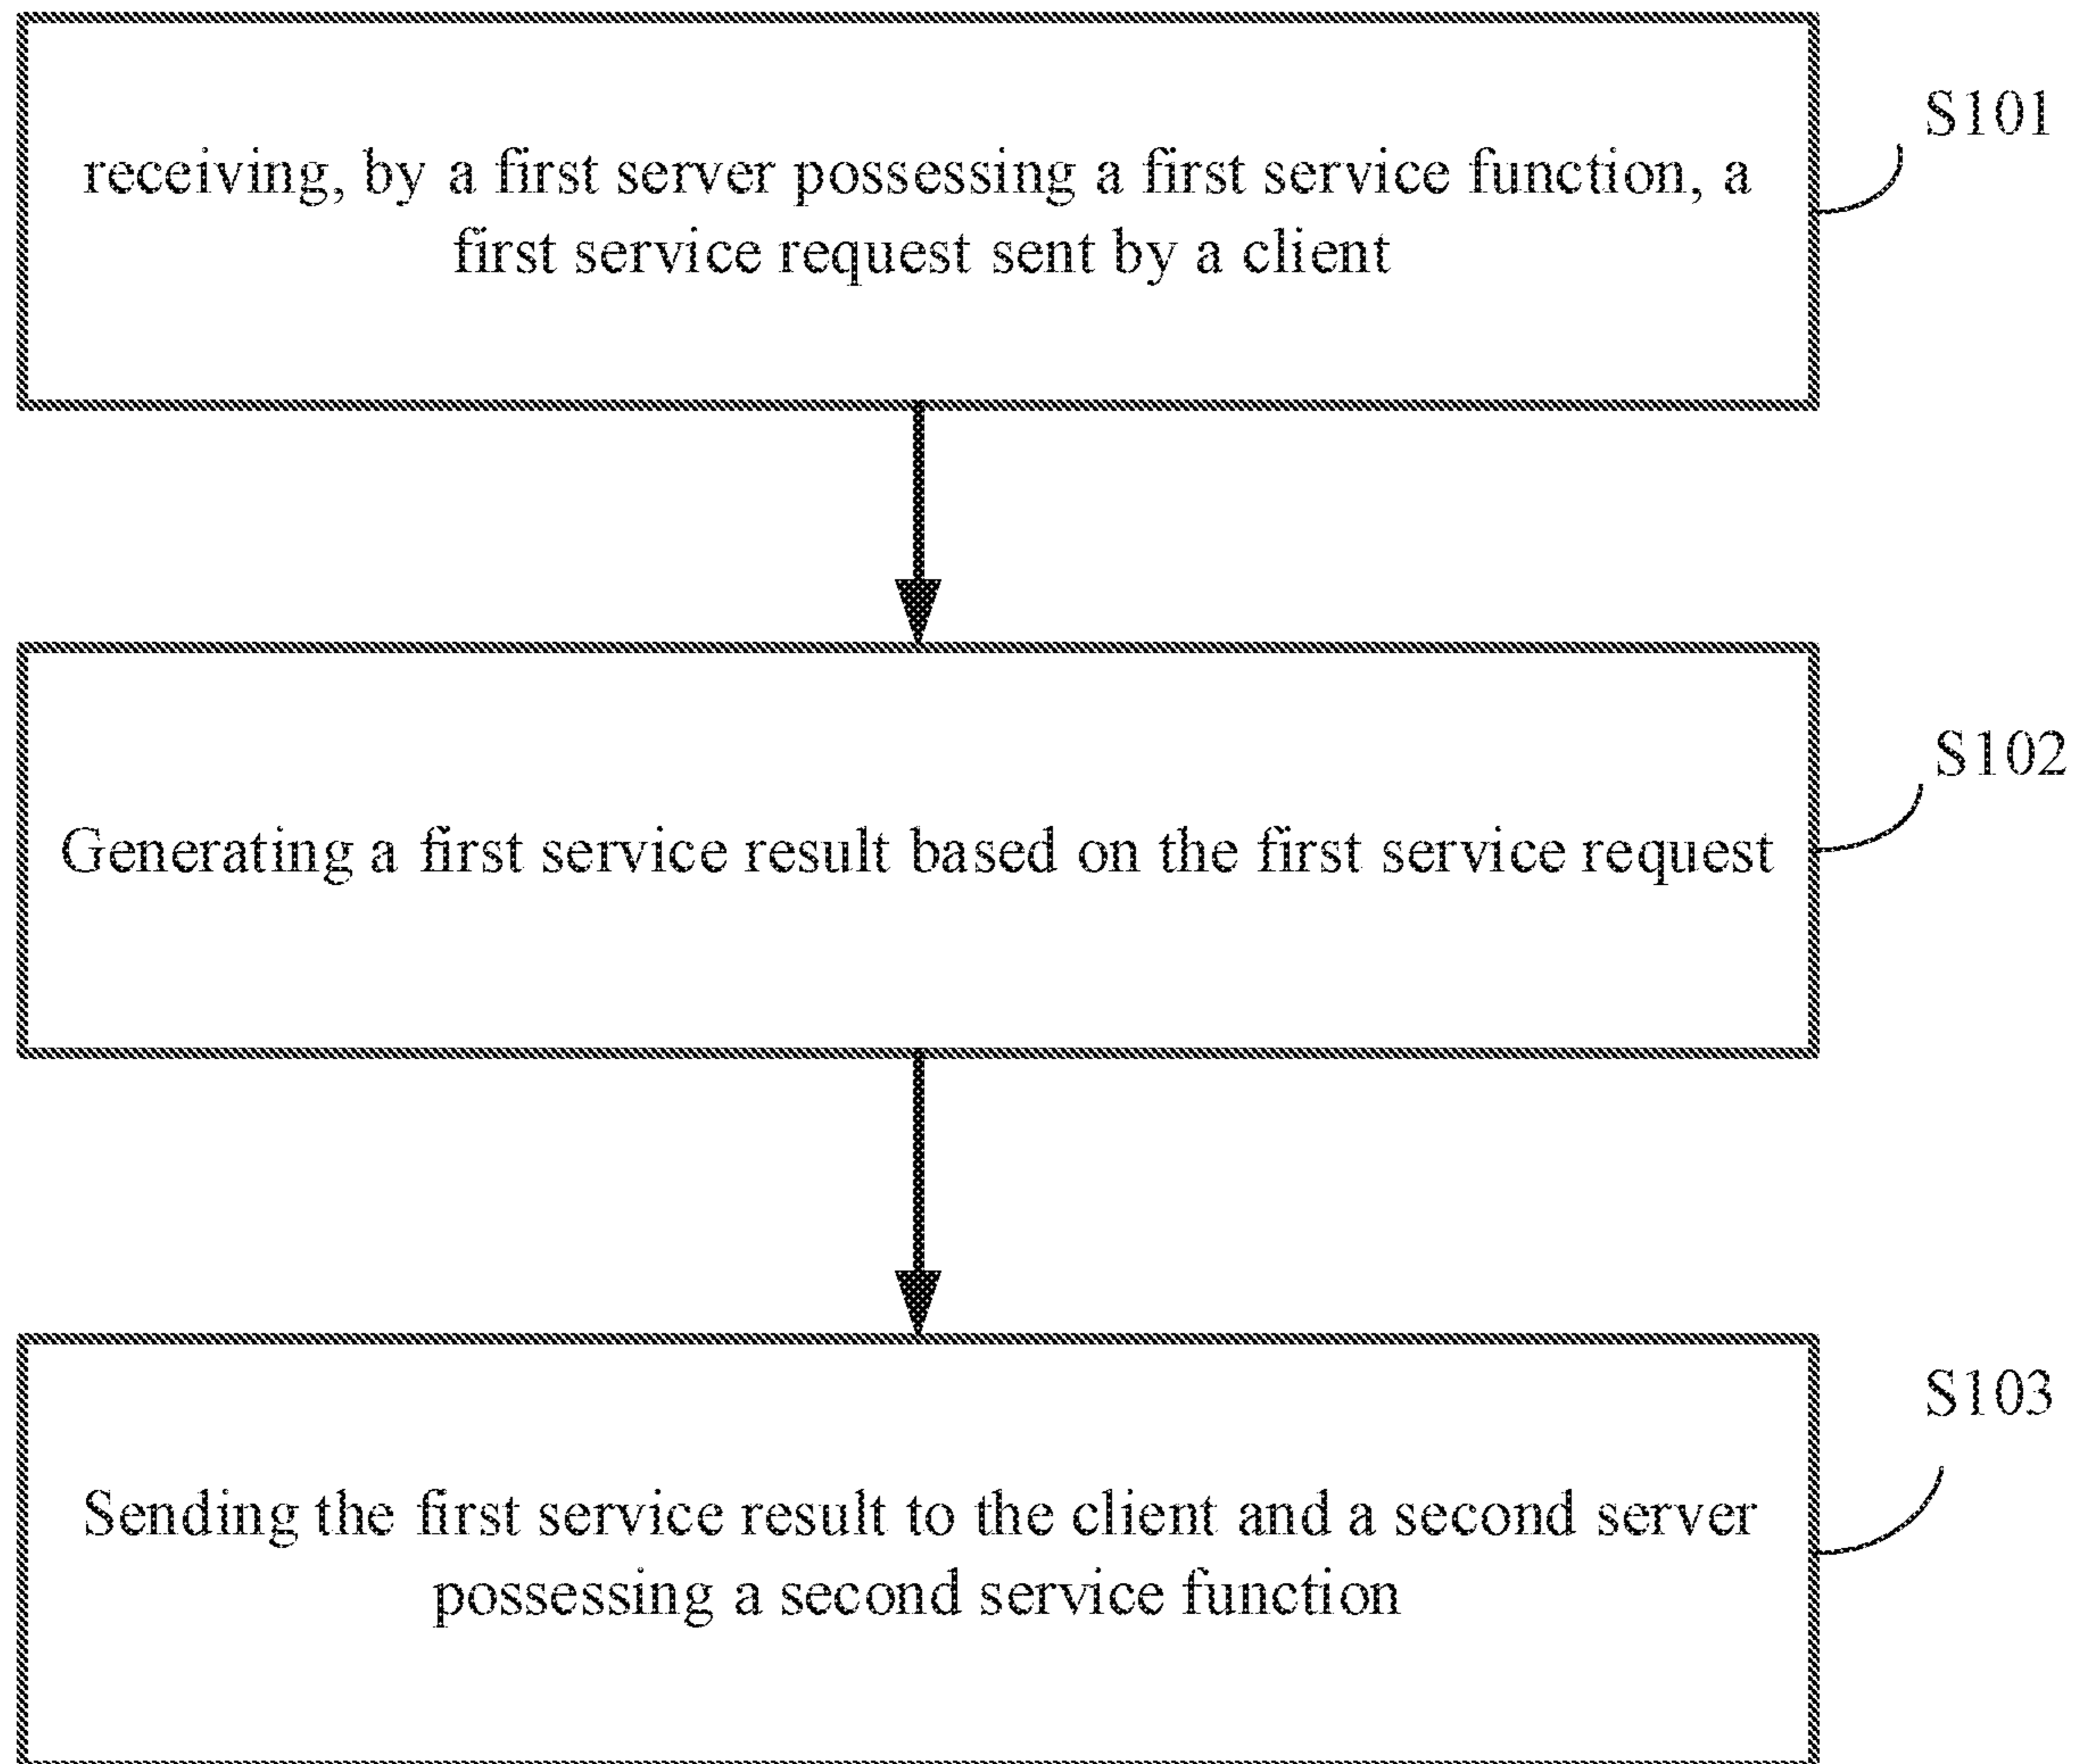 S101
receiving, by a first server possessing a first service function, a
first service request sent by a client
S102
Generating a first service result based on the first service request
S103
Sending the first service result to the client and a second server
possessing a second service function